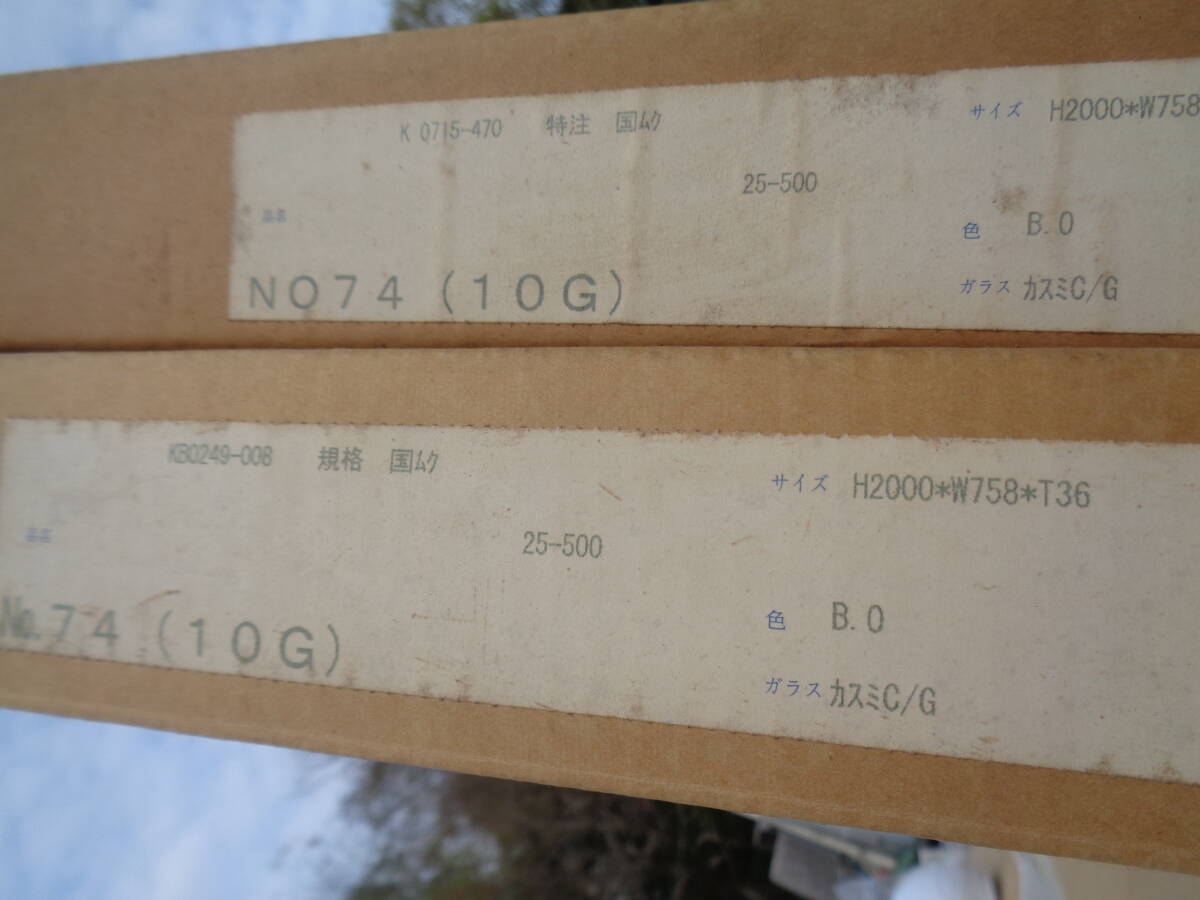 K 0715-470 特注 国ムク サイズ H2000*W758
25-500
品名 色 B.O
NO74 (10G) ガラス カスミC/G
KB0249-008 規格 国ムク サイズ H2000*W758*T36
品名 25-500
No.74 (10G) 色 B.O
ガラス カスミC/G